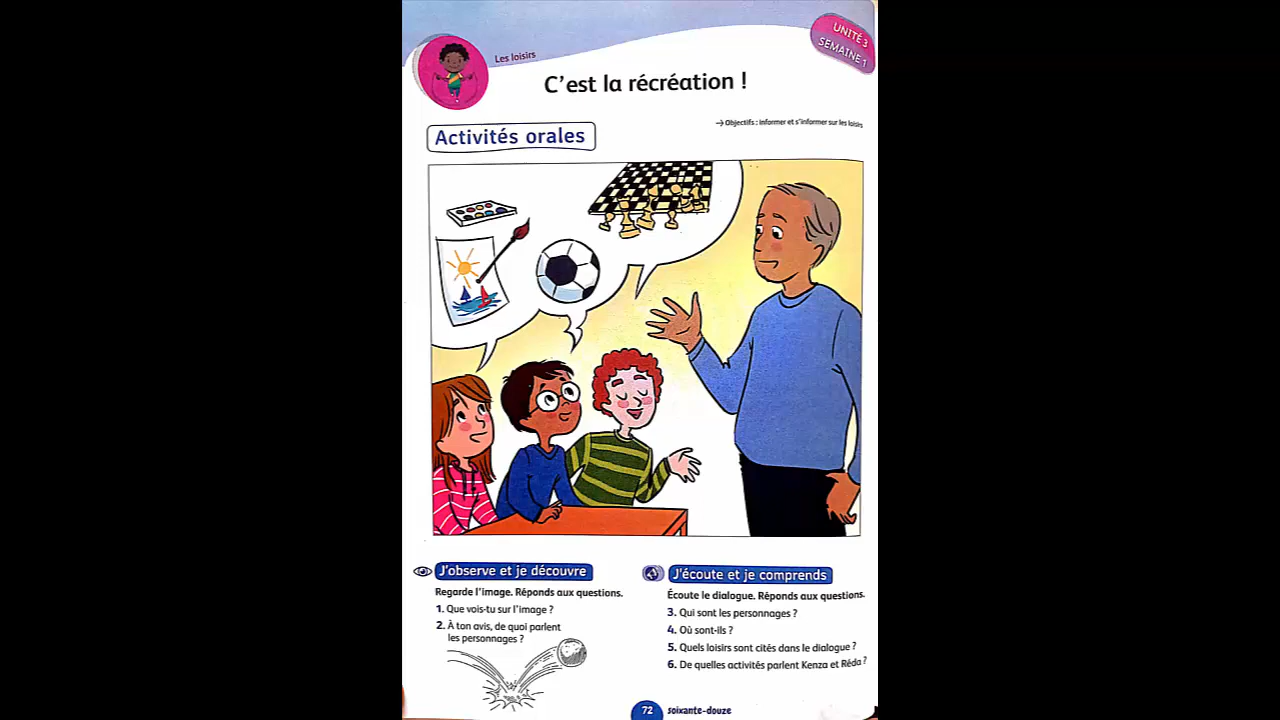 UNITÉ 3
SEMAINE 1
Les loisirs
C'est la récréation !
→ Objectifs : informer et s'informer sur les loisirs
Activités orales
J'observe et je découvre
Regarde l'image. Réponds aux questions.
1. Que vois-tu sur l'image ?
2. À ton avis, de quoi parlent
les personnages ?
J'écoute et je comprends
Écoute le dialogue. Réponds aux questions.
3. Qui sont les personnages ?
4. Où sont-ils ?
5. Quels loisirs sont cités dans le dialogue ?
6. De quelles activités parlent Kenza et Réda ?
72 soixante-douze